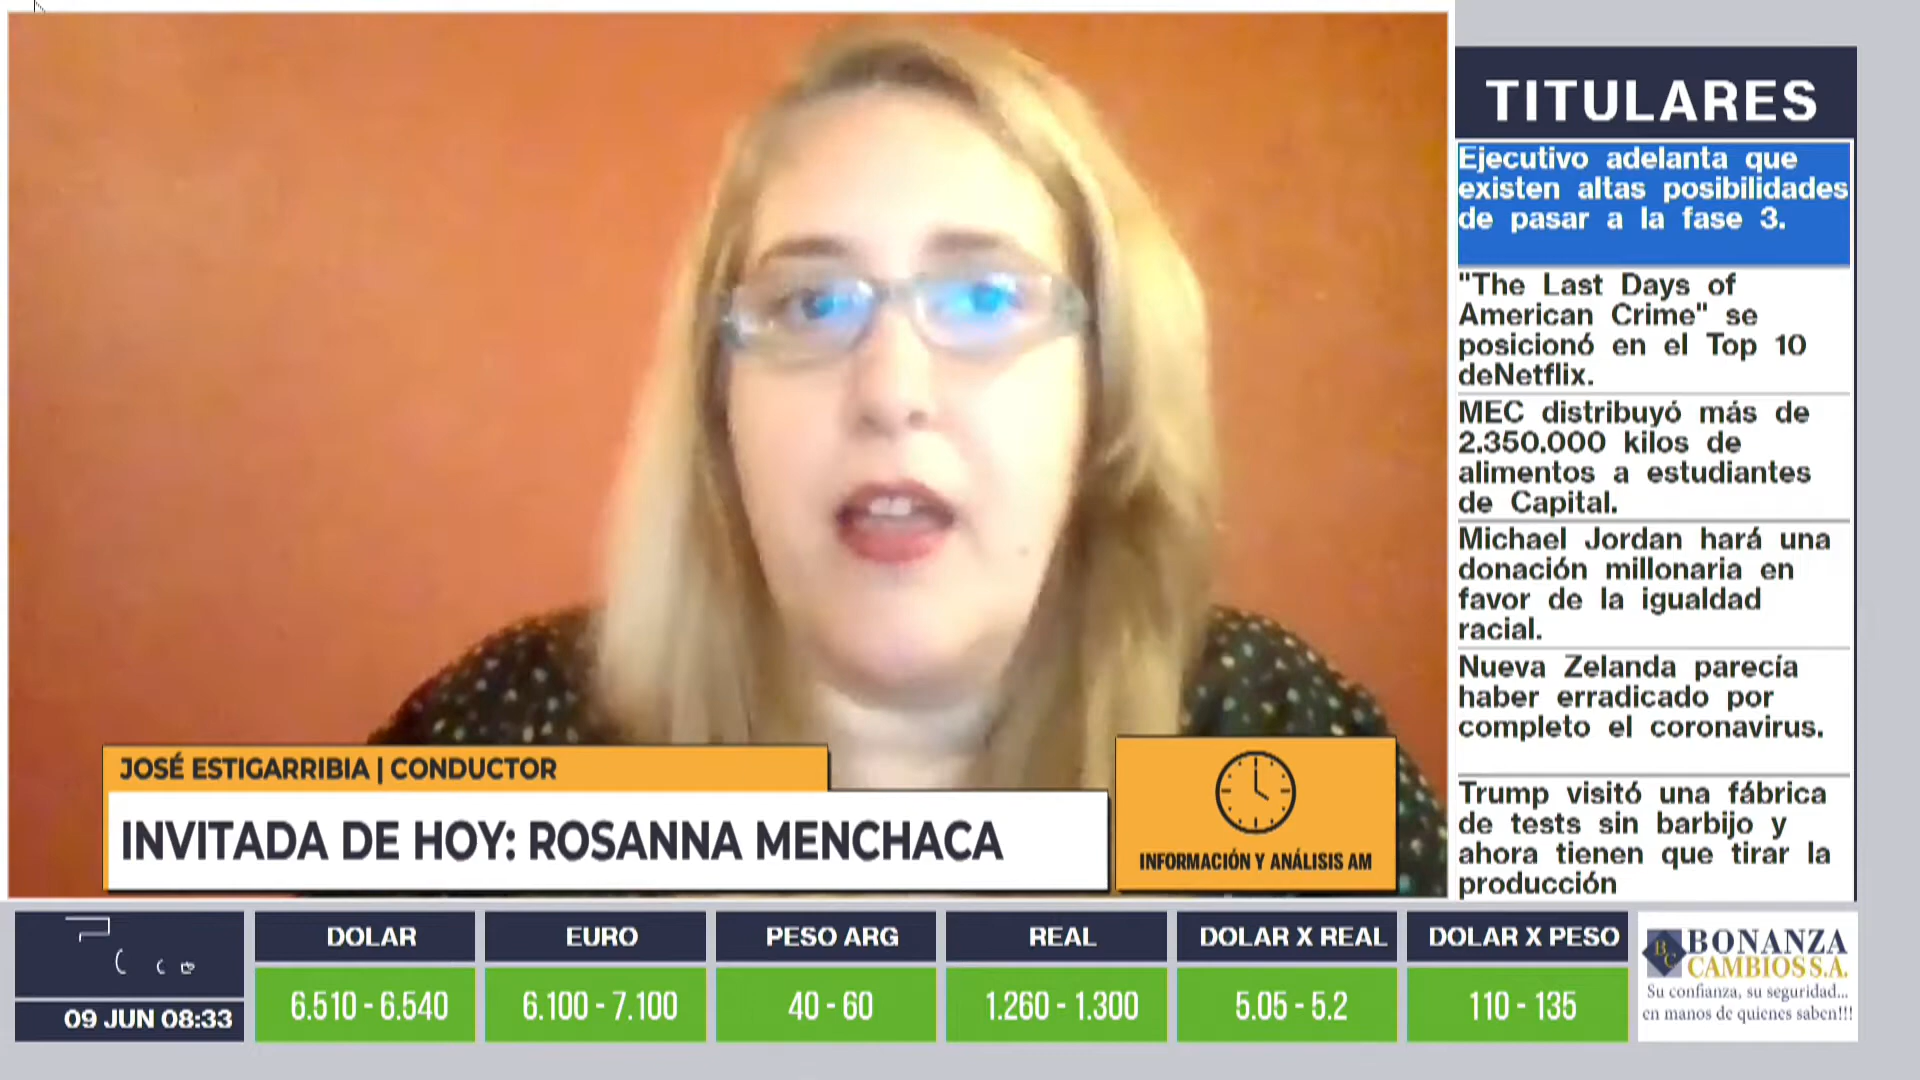 TITULARES
Ejecutivo adelanta que
existen altas posibilidades
de pasar a la fase 3.
"The Last Days of
American Crime" se
posicionó en el Top 10
deNetflix.
MEC distribuyó más de
2.350.000 kilos de
alimentos a estudiantes
de Capital.
Michael Jordan hará una
donación millonaria en
favor de la igualdad
racial.
Nueva Zelanda parecía
haber erradicado por
completo el coronavirus.
Trump visitó una fábrica
de tests sin barbijo y
ahora tienen que tirar la
producción
JOSÉ ESTIGARRIBIA | CONDUCTOR
INVITADA DE HOY: ROSANNA MENCHACA
INFORMACIÓN Y ANÁLISIS AM
09 JUN 08:33
DOLAR
6.510 - 6.540
EURO
6.100 - 7.100
PESO ARG
40 - 60
REAL
1.260 - 1.300
DOLAR X REAL
5.05 - 5.2
DOLAR X PESO
110 - 135
BC
BONANZA
CAMBIOS S.A.
Su confianza, su seguridad...
en manos de quienes saben!!!